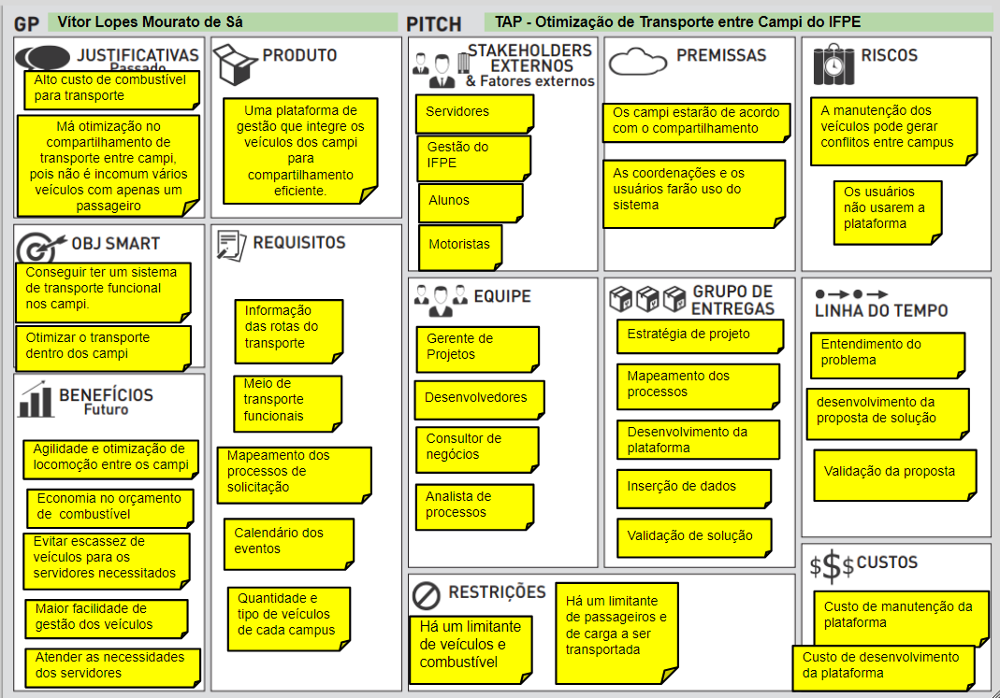 GP
Vítor Lopes Mourato de Sá
PITCH
TAP - Otimização de Transporte entre Campi do IFPE
JUSTIFICATIVAS
Passado
Alto custo de combustível
para transporte
Má otimização no
compartilhamento de
transporte entre campi,
pois não é incomum vários
veículos com apenas um
passageiro
PRODUTO
Uma plataforma de
gestão que integre os
veículos dos campi
para
compartilhamento
eficiente.
STAKEHOLDERS
EXTERNOS
& Fatores externos
Servidores
Gestão do
IFPE
Alunos
Motoristas
PREMISSAS
Os campi estarão de acordo
com o compartilhamento
As coordenações e os
usuários farão uso do
sistema
RISCOS
A manutenção dos
veículos pode gerar
conflitos entre campus
Os usuários
não usarem a
plataforma
OBJ SMART
Conseguir ter um sistema
de transporte funcional
nos campi.
Otimizar o transporte
dentro dos campi
REQUISITOS
Informação
das rotas do
transporte
Meio de
transporte
funcionais
Mapeamento dos
processos de
solicitação
Calendário dos
eventos
Quantidade e
tipo de veículos
de cada campus
BENEFÍCIOS
Futuro
Agilidade e otimização de
locomoção entre os campi
Economia no orçamento
de combustível
Evitar escassez de
veículos para os
servidores necessitados
Maior facilidade de
gestão dos veículos
Atender as necessidades
dos servidores
EQUIPE
Gerente de
Projetos
Desenvolvedores
Consultor de
negócios
Analista de
processos
GRUPO DE
ENTREGAS
Estratégia de projeto
Mapeamento dos
processos
Desenvolvimento da
plataforma
Inserção de dados
Validação de solução
LINHA DO TEMPO
Entendimento do
problema
desenvolvimento da
proposta de solução
Validação da proposta
RESTRIÇÕES
Há um limitante
de veículos e
combustível
Há um limitante
de passageiros e
de carga a ser
transportada
$$$ CUSTOS
Custo de manutenção da
plataforma
Custo de desenvolvimento
da plataforma